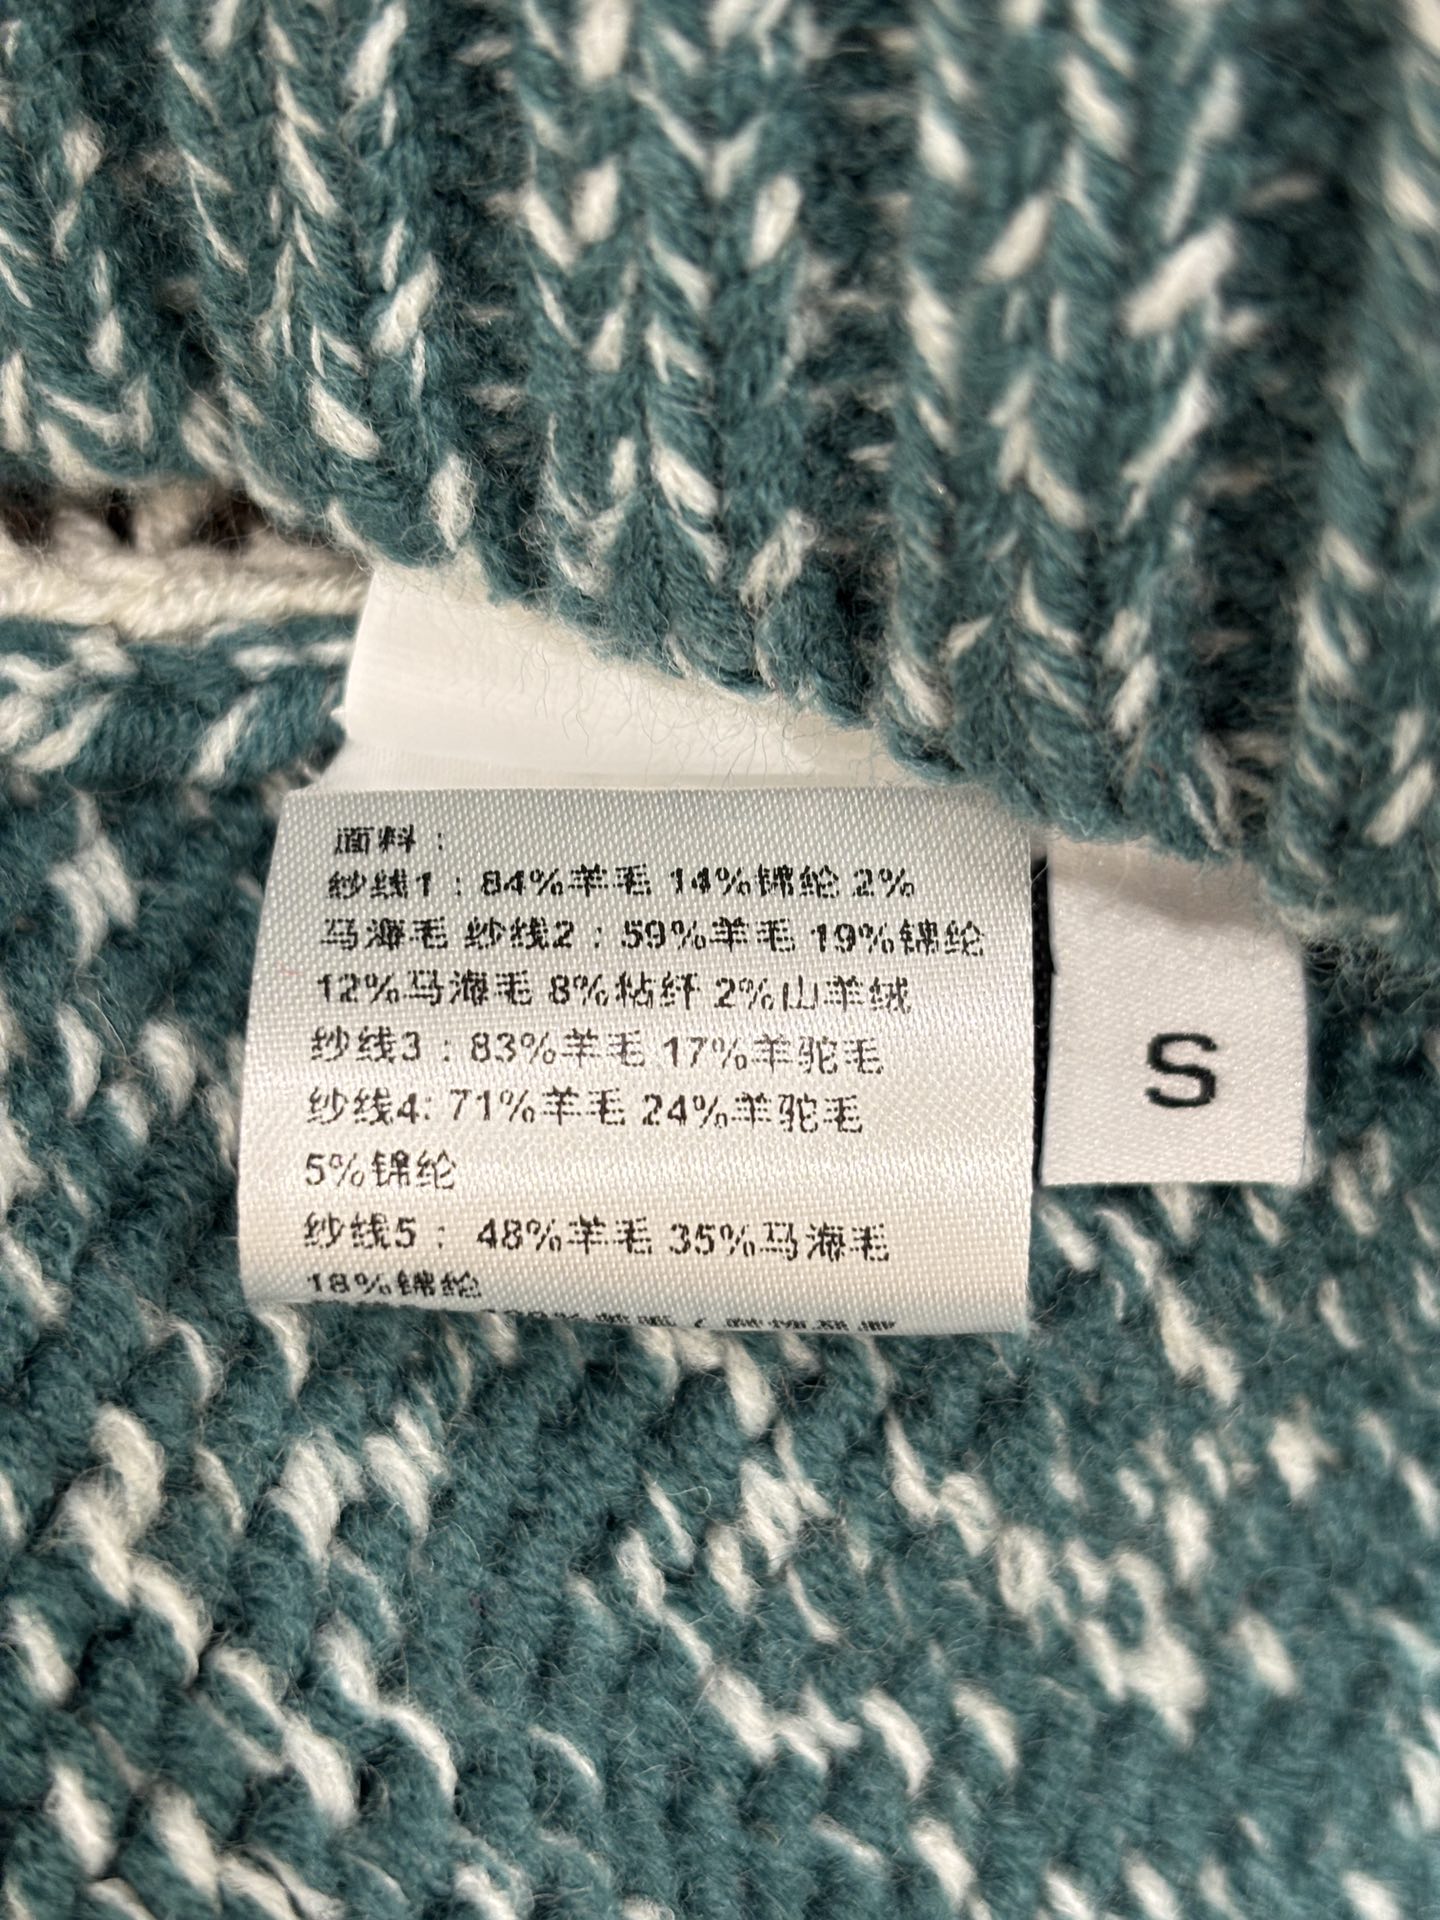 面料：
纱线1：84%羊毛 14%锦纶 2%
马海毛 纱线2：59%羊毛 19%锦纶
12%马海毛 8%粘纤 2%山羊绒
纱线3：83%羊毛 17%羊驼毛
纱线4: 71%羊毛 24%羊驼毛
5%锦纶
纱线5： 48%羊毛 35%马海毛
18%锦纶
S